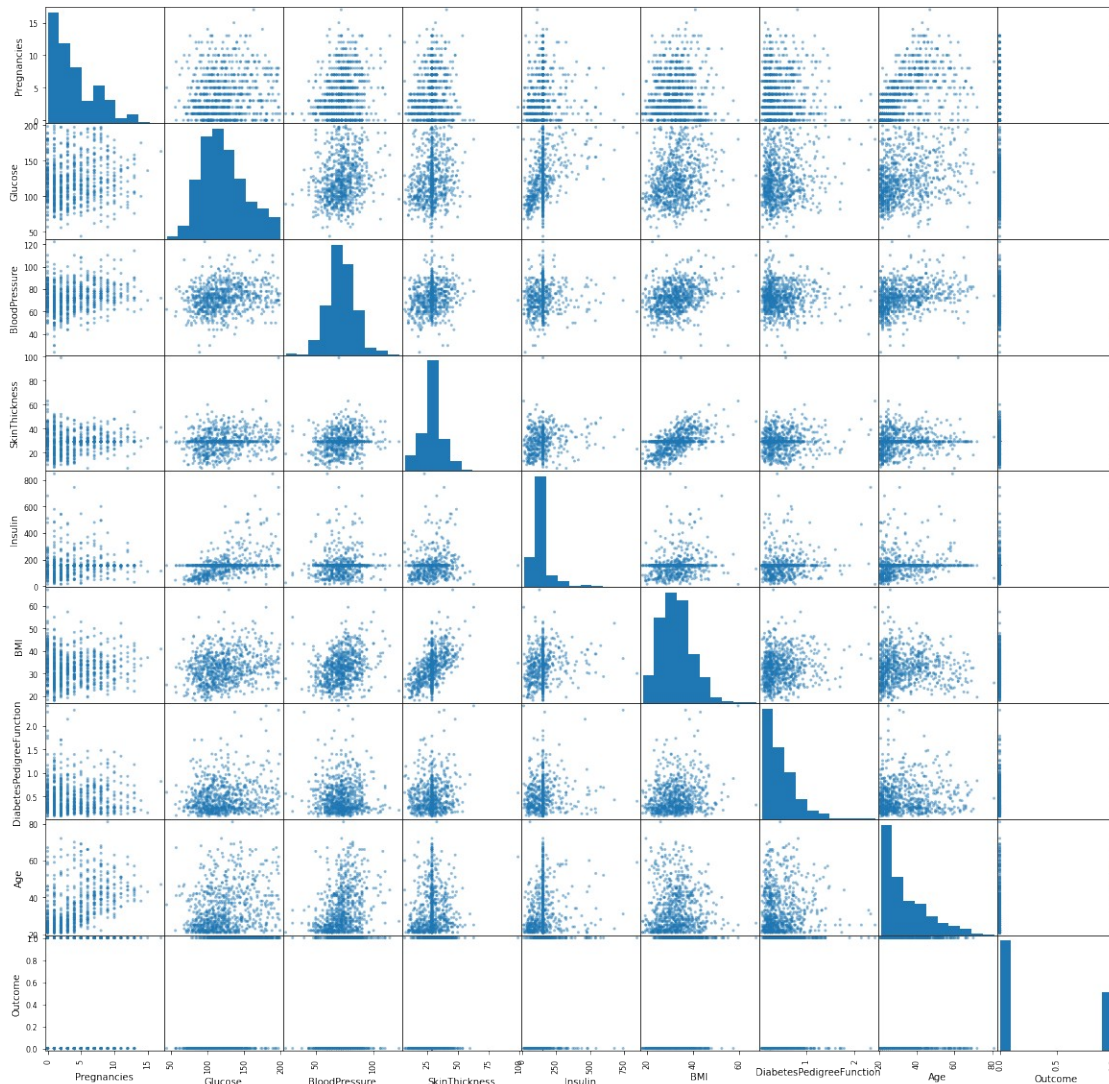 Pregnancies
15
10
5
0
Glucose
200
150
100
50
BloodPressure
120
100
80
60
40
SkinThickness
100
80
60
40
20
Insulin
800
600
400
200
0
BMI
60
50
40
30
20
DiabetesPedigreeFunction
2.0
1.5
1.0
0.5
Age
80
60
40
20
Outcome
1.0
0.8
0.6
0.4
0.2
0.0
0 5 10 15
50 100 150 200
50 100
25 50 75 100
0 250 500 750
20 40 60
1 2
20 40 60 80
0.0 0.5
Pregnancies Glucose BloodPressure SkinThickness Insulin BMI DiabetesPedigreeFunction Age Outcome